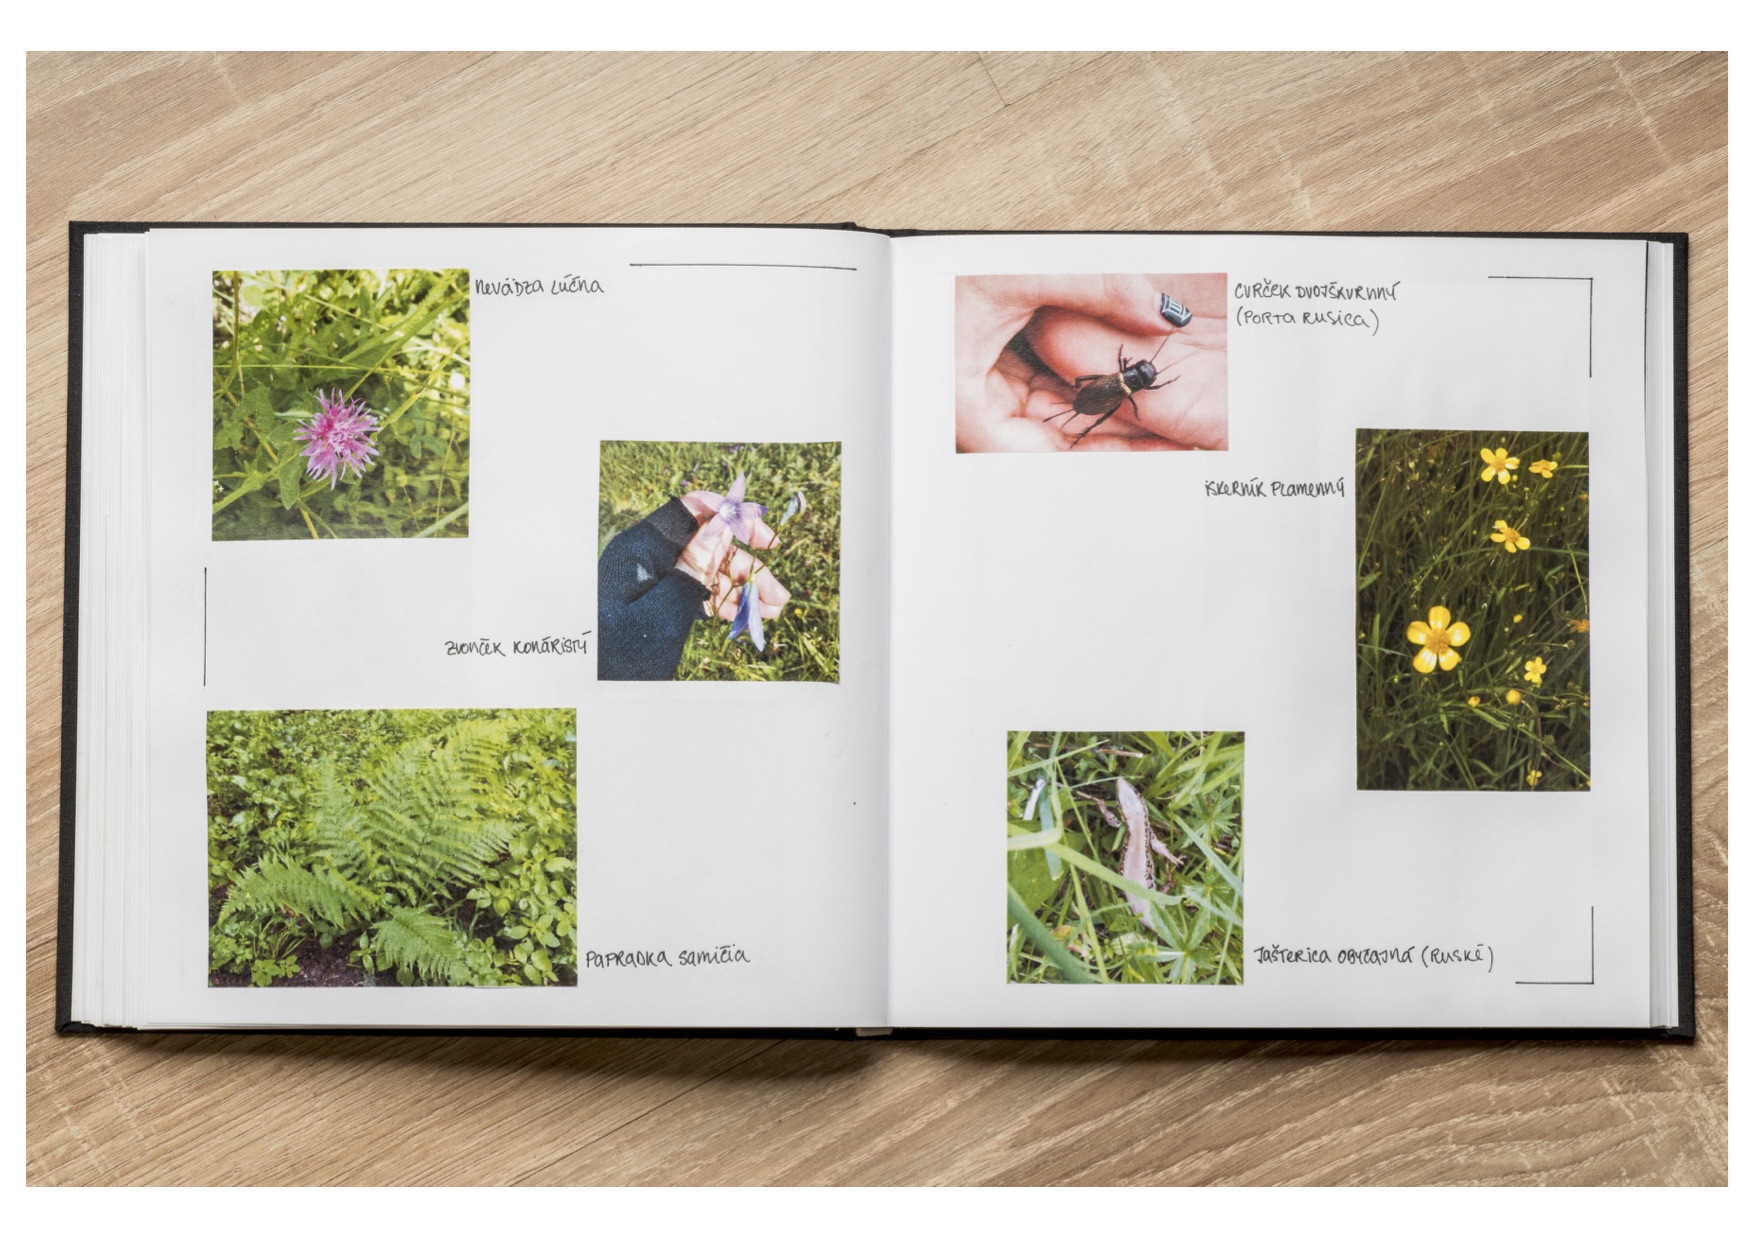 nevädza lúčna
zvonček konáristý
PaPRADKA samičia
CVRČEK DVOJŠKVRNNÝ
(PORTA RUSICA)
iskerník Plamenný
Jašterica obyčajná (Ruské)